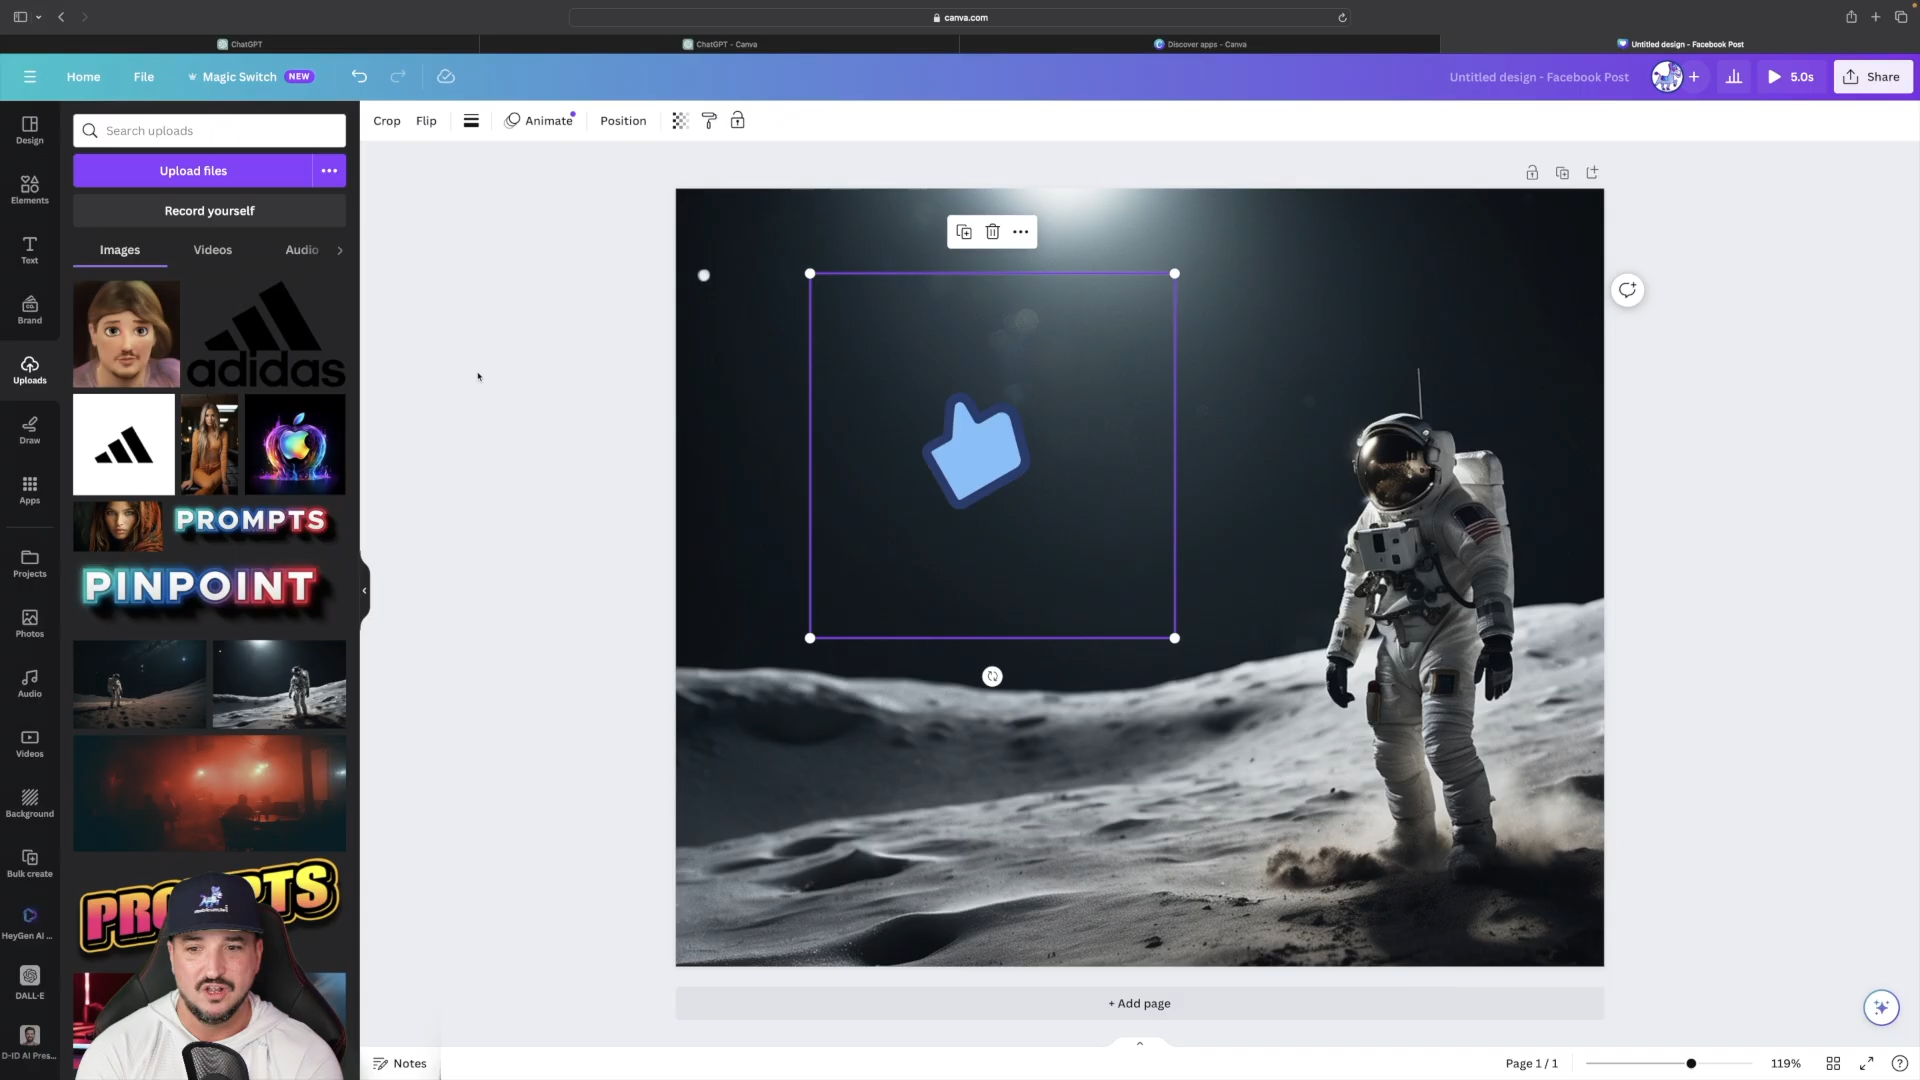 canva.com
ChatGPT
ChatGPT - Canva
Discover apps - Canva
Untitled design - Facebook Post
Home
File
Magic Switch
NEW
Untitled design - Facebook Post
5.0s
Share
Design
Elements
Text
Brand
Uploads
Draw
Apps
Projects
Photos
Audio
Videos
Background
Bulk create
HeyGen AI ...
DALL·E
D-ID AI Pres...
Search uploads
Upload files
Record yourself
Images
Videos
Audio
adidas
PROMPTS
PINPOINT
Crop
Flip
Animate
Position
+ Add page
Notes
Page 1 / 1
119%